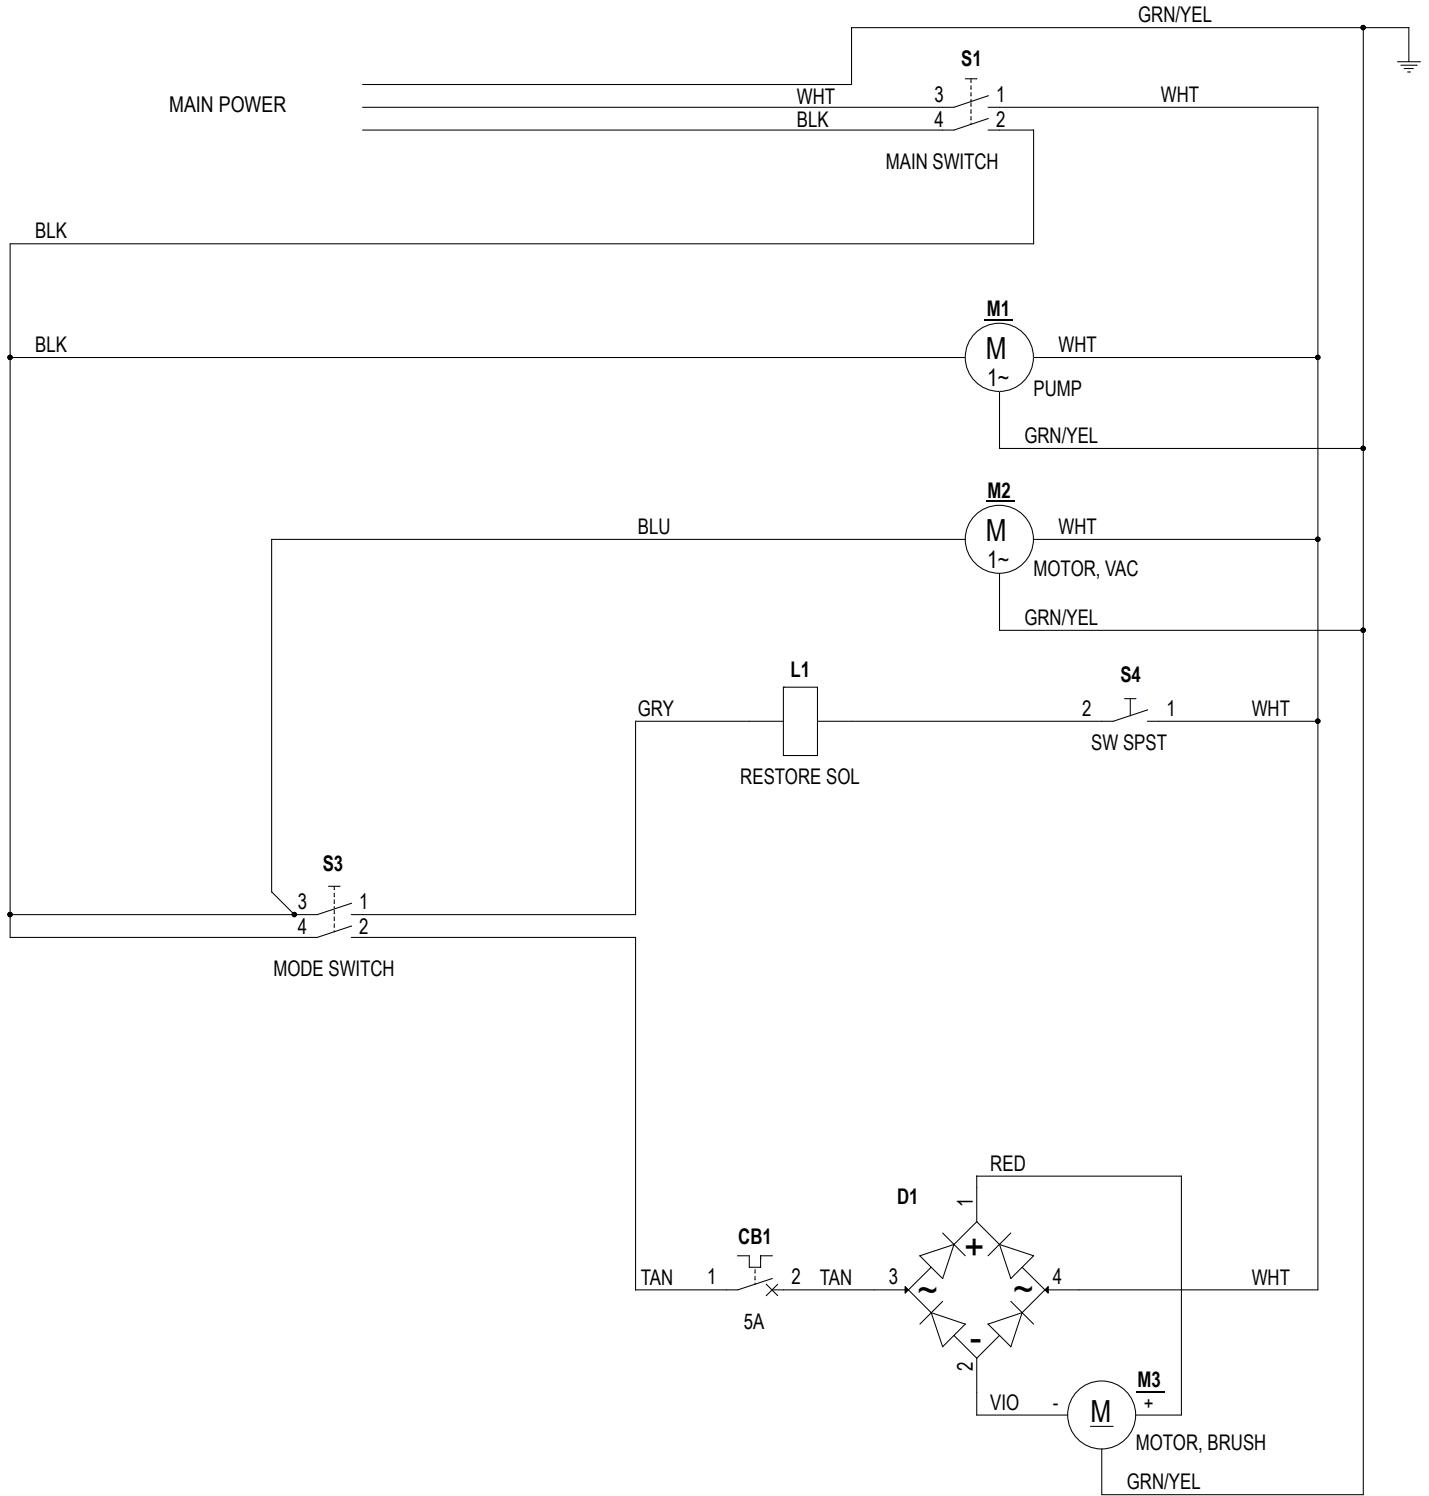 GRN/YEL
S1
MAIN POWER
WHT 3 1 WHT
BLK 4 2
MAIN SWITCH
BLK
M1
BLK M WHT
1~
PUMP
GRN/YEL
M2
BLU M WHT
1~
MOTOR, VAC
GRN/YEL
L1
S4
GRY 2 1 WHT
SW SPST
RESTORE SOL
S3
3 1
4 2
MODE SWITCH
RED
D1
1
+
CB1
TAN 1 2 TAN 3 ~ ~ 4 WHT
5A
-
2
M3
VIO - M +
MOTOR, BRUSH
GRN/YEL